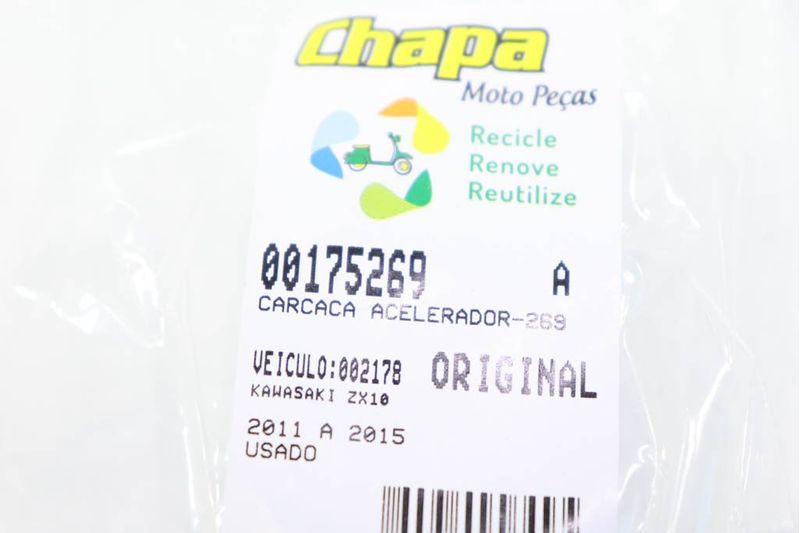 Chapa
Moto Peças
Recicle
Renove
Reutilize
00175269 A
CARCACA ACELERADOR-269
VEICULO:002178 ORIGINAL
KAWASAKI ZX10
2011 A 2015
USADO